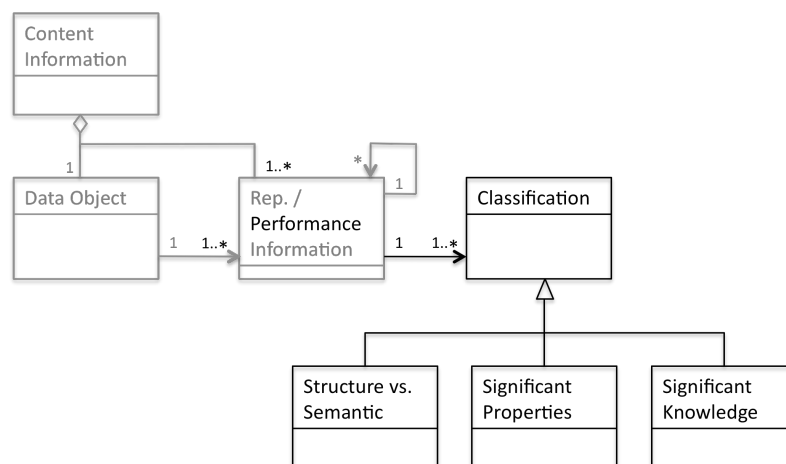 Content
Information
1
1..*
*
1
Data Object
Rep. /
Performance
Information
Classification
1
1..*
1
1..*
Structure vs.
Semantic
Significant
Properties
Significant
Knowledge